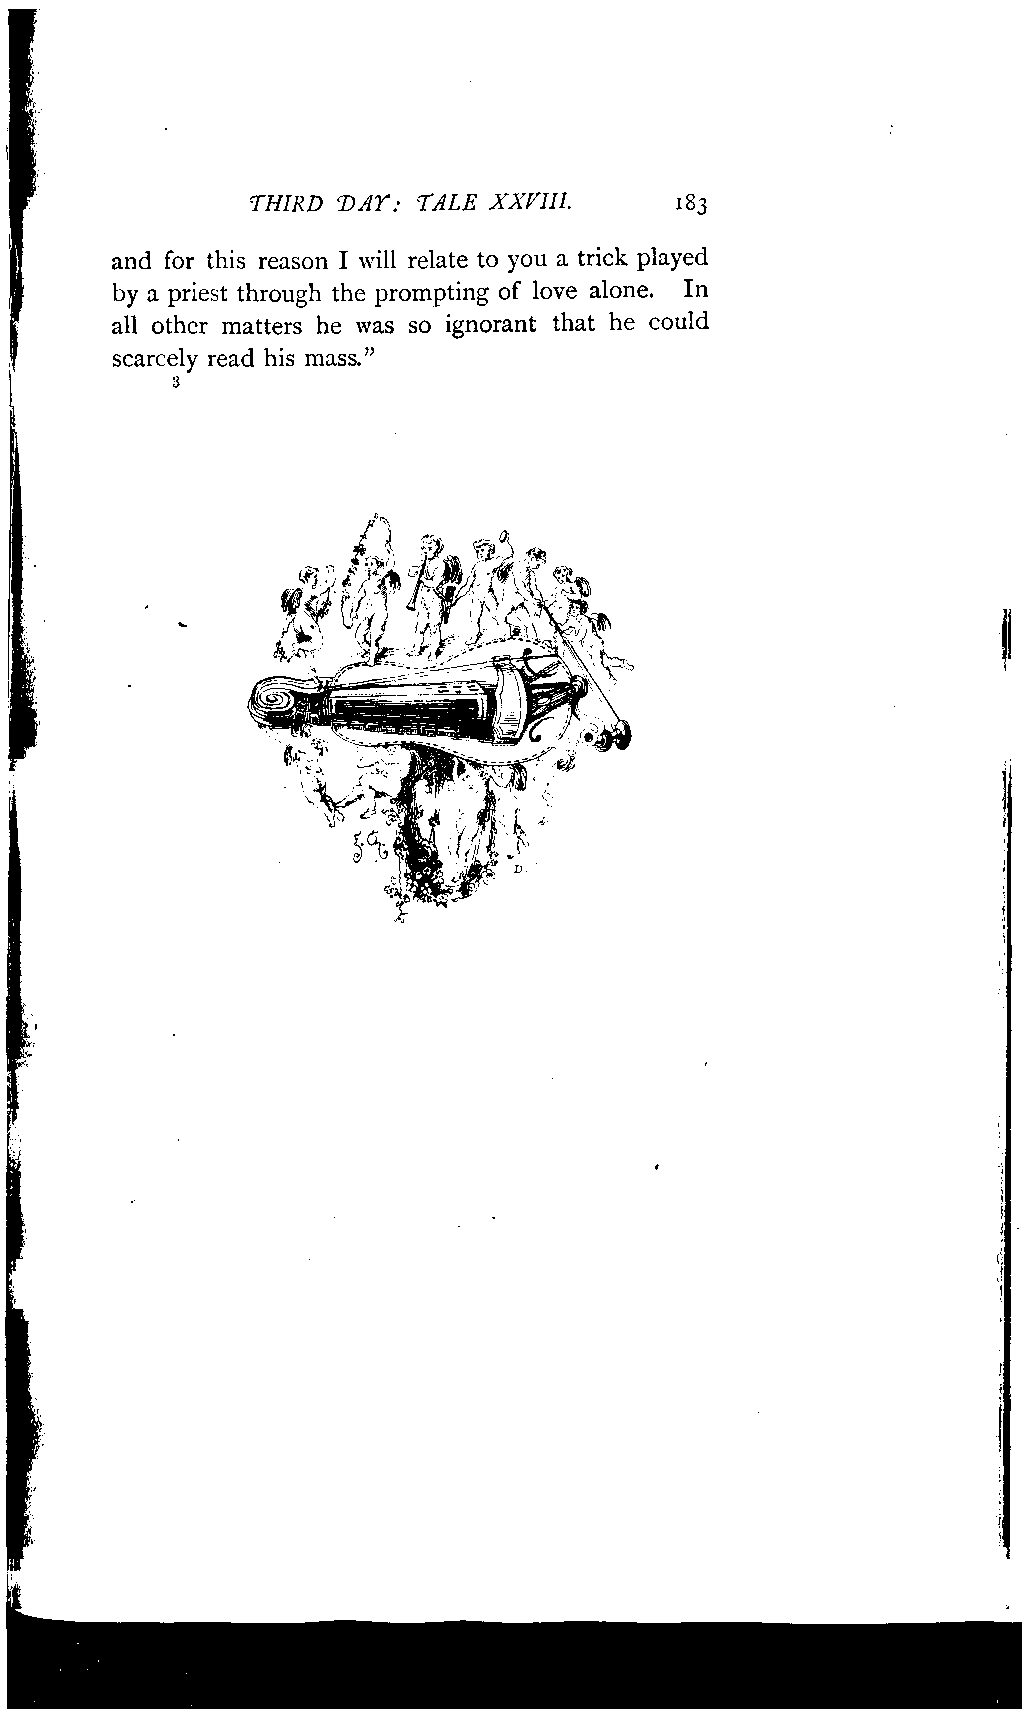 THIRD DAY: TALE XXVIII. 183
and for this reason I will relate to you a trick played
by a priest through the prompting of love alone. In
all other matters he was so ignorant that he could
scarcely read his mass.”
3
D.